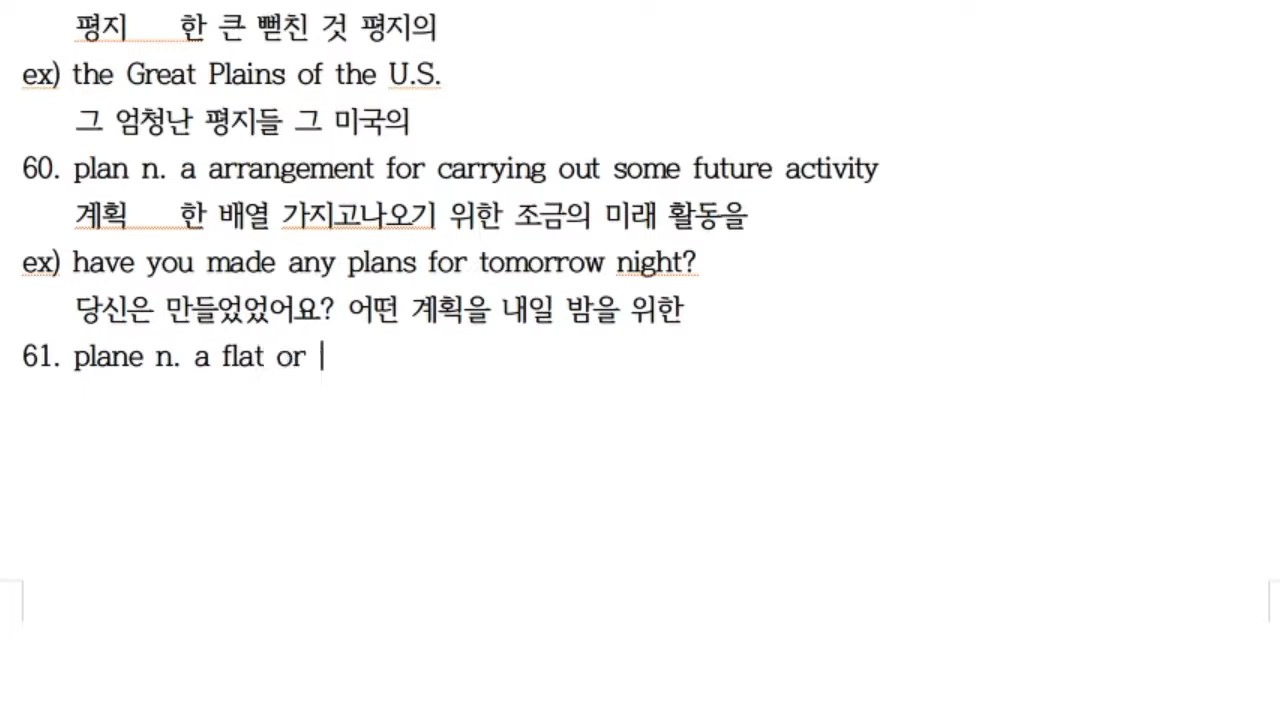 평지 한 큰 뻗친 것 평지의
ex) the Great Plains of the U.S.
그 엄청난 평지들 그 미국의
60. plan n. a arrangement for carrying out some future activity
계획 한 배열 가지고나오기 위한 조금의 미래 활동을
ex) have you made any plans for tomorrow night?
당신은 만들었었어요? 어떤 계획을 내일 밤을 위한
61. plane n. a flat or